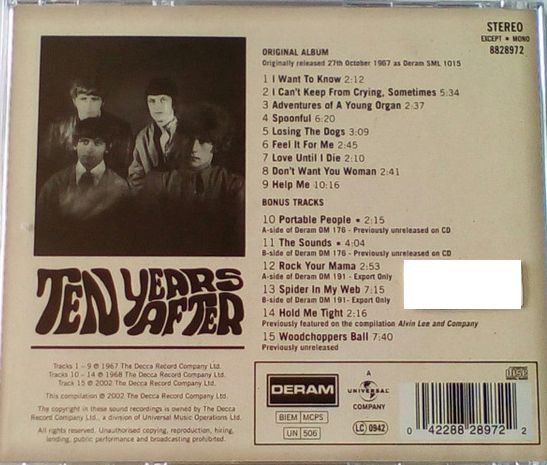 STEREO
EXCEPT * MONO
8828972
ORIGINAL ALBUM
Originally released 27th October 1967 as Deram SML 1015
1 I Want To Know 2:12
2 I Can't Keep From Crying, Sometimes 5:34
3 Adventures of A Young Organ 2:37
4 Spoonful 6:20
5 Losing The Dogs 3:09
6 Feel It For Me 2:45
7 Love Until I Die 2:10
8 Don't Want You Woman 2:41
9 Help Me 10:16
BONUS TRACKS
10 Portable People * 2:15
A-side of Deram DM 176 - Previously unreleased on CD
11 The Sounds * 4:04
B-side of Deram DM 176 - Previously unreleased on CD
12 Rock Your Mama 2:53
A-side of Deram DM 191 - Export Only
13 Spider In My Web 7:15
B-side of Deram DM 191- Export Only
14 Hold Me Tight 2:16
Previously featured on the compilation Alvin Lee and Company
15 Woodchoppers Ball 7:40
Previously unreleased
TEN YEARS
AFTER
Tracks 1 - 9 ℗ 1967 The Decca Record Company Ltd.
Tracks 10 - 14 ℗ 1968 The Decca Record Company Ltd.
Track 15 ℗ 2002 The Decca Record Company Ltd.
This compilation ℗ 2002 The Decca Record Company Ltd.
The copyright in these sound recordings is owned by The Decca
Record Company Ltd., a division of Universal Music Operations Ltd.
All rights reserved. Unauthorised copying, reproduction, hiring,
lending, public performance and broadcasting prohibited.
DERAM
BIEM MCPS
UN 506
A
UNIVERSAL
COMPANY
LC 0942
disc
0 42288 28972 2